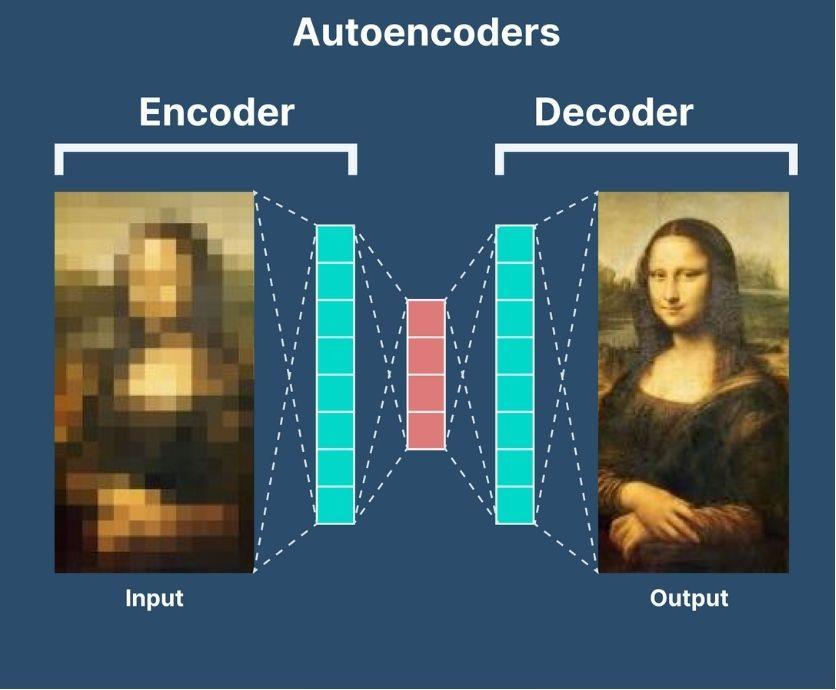 Autoencoders
Encoder
Decoder
Input
Output